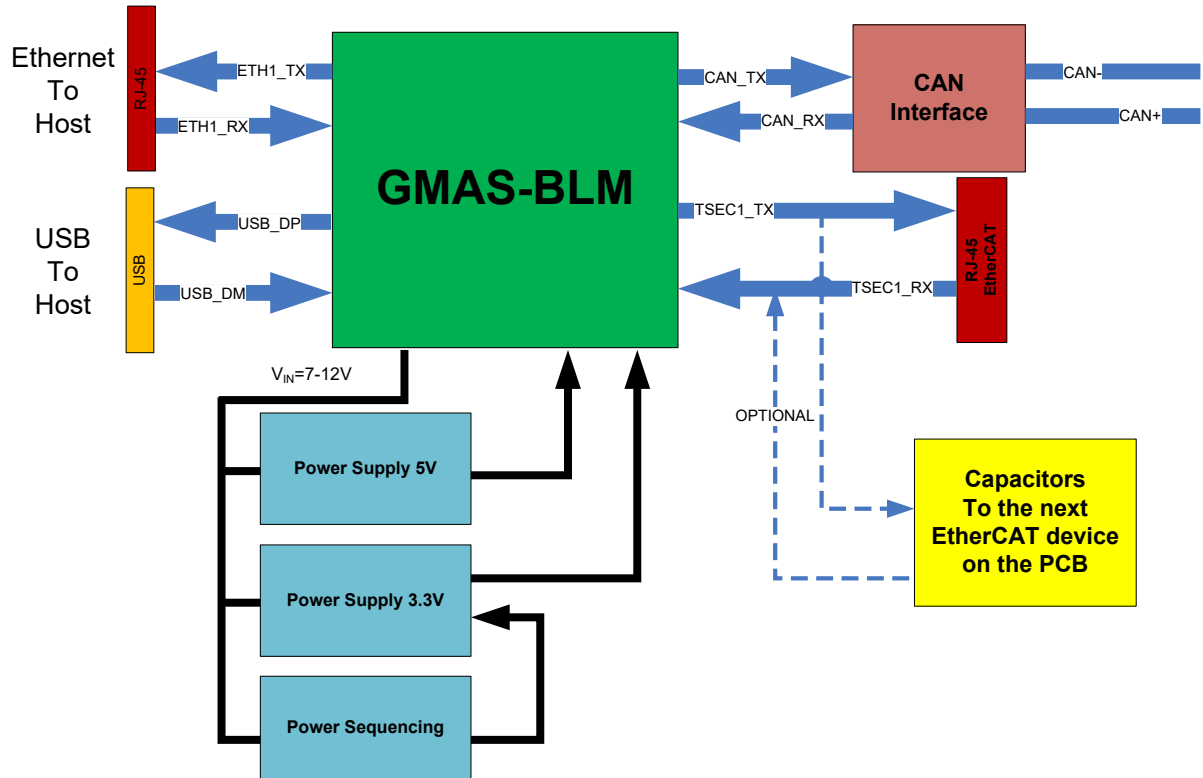 Ethernet
To
Host
RJ-45
ETH1_TX
ETH1_RX
GMAS-BLM
CAN_TX
CAN_RX
CAN
Interface
CAN-
CAN+
USB
To
Host
USB
USB_DP
USB_DM
TSEC1_TX
TSEC1_RX
RJ-45
EtherCAT
VIN=7-12V
OPTIONAL
Power Supply 5V
Capacitors
To the next
EtherCAT device
on the PCB
Power Supply 3.3V
Power Sequencing